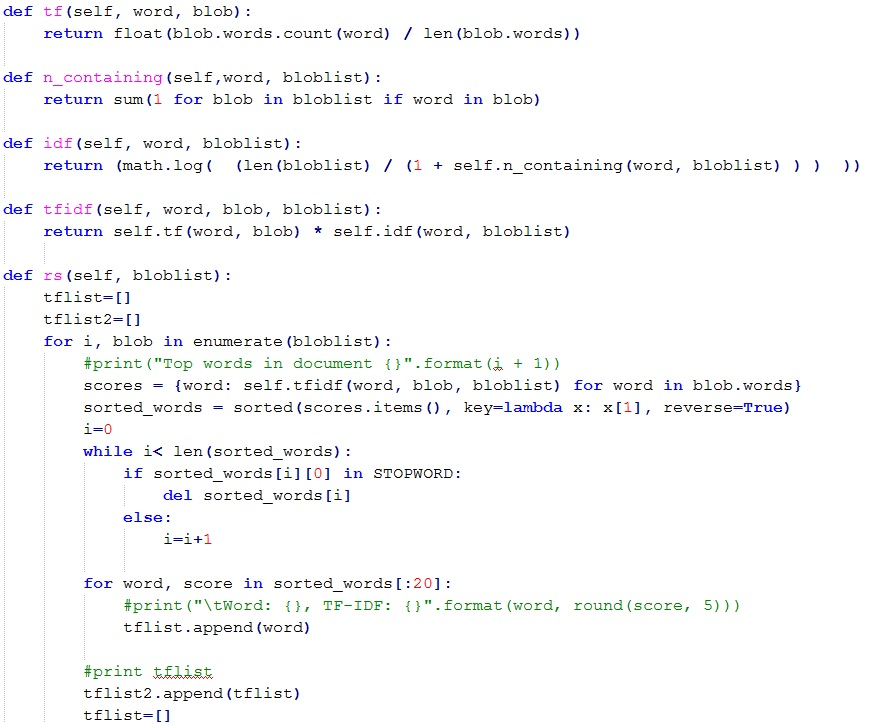 def tf(self, word, blob):
    return float(blob.words.count(word) / len(blob.words))

def n_containing(self,word, bloblist):
    return sum(1 for blob in bloblist if word in blob)

def idf(self, word, bloblist):
    return (math.log(  (len(bloblist) / (1 + self.n_containing(word, bloblist) ) )  ))

def tfidf(self, word, blob, bloblist):
    return self.tf(word, blob) * self.idf(word, bloblist)

def rs(self, bloblist):
    tflist=[]
    tflist2=[]
    for i, blob in enumerate(bloblist):
        #print("Top words in document {}".format(i + 1))
        scores = {word: self.tfidf(word, blob, bloblist) for word in blob.words}
        sorted_words = sorted(scores.items(), key=lambda x: x[1], reverse=True)
        i=0
        while i< len(sorted_words):
            if sorted_words[i][0] in STOPWORD:
                del sorted_words[i]
            else:
                i=i+1

        for word, score in sorted_words[:20]:
            #print("\tWord: {}, TF-IDF: {}".format(word, round(score, 5)))
            tflist.append(word)

        #print tflist
        tflist2.append(tflist)
        tflist=[]